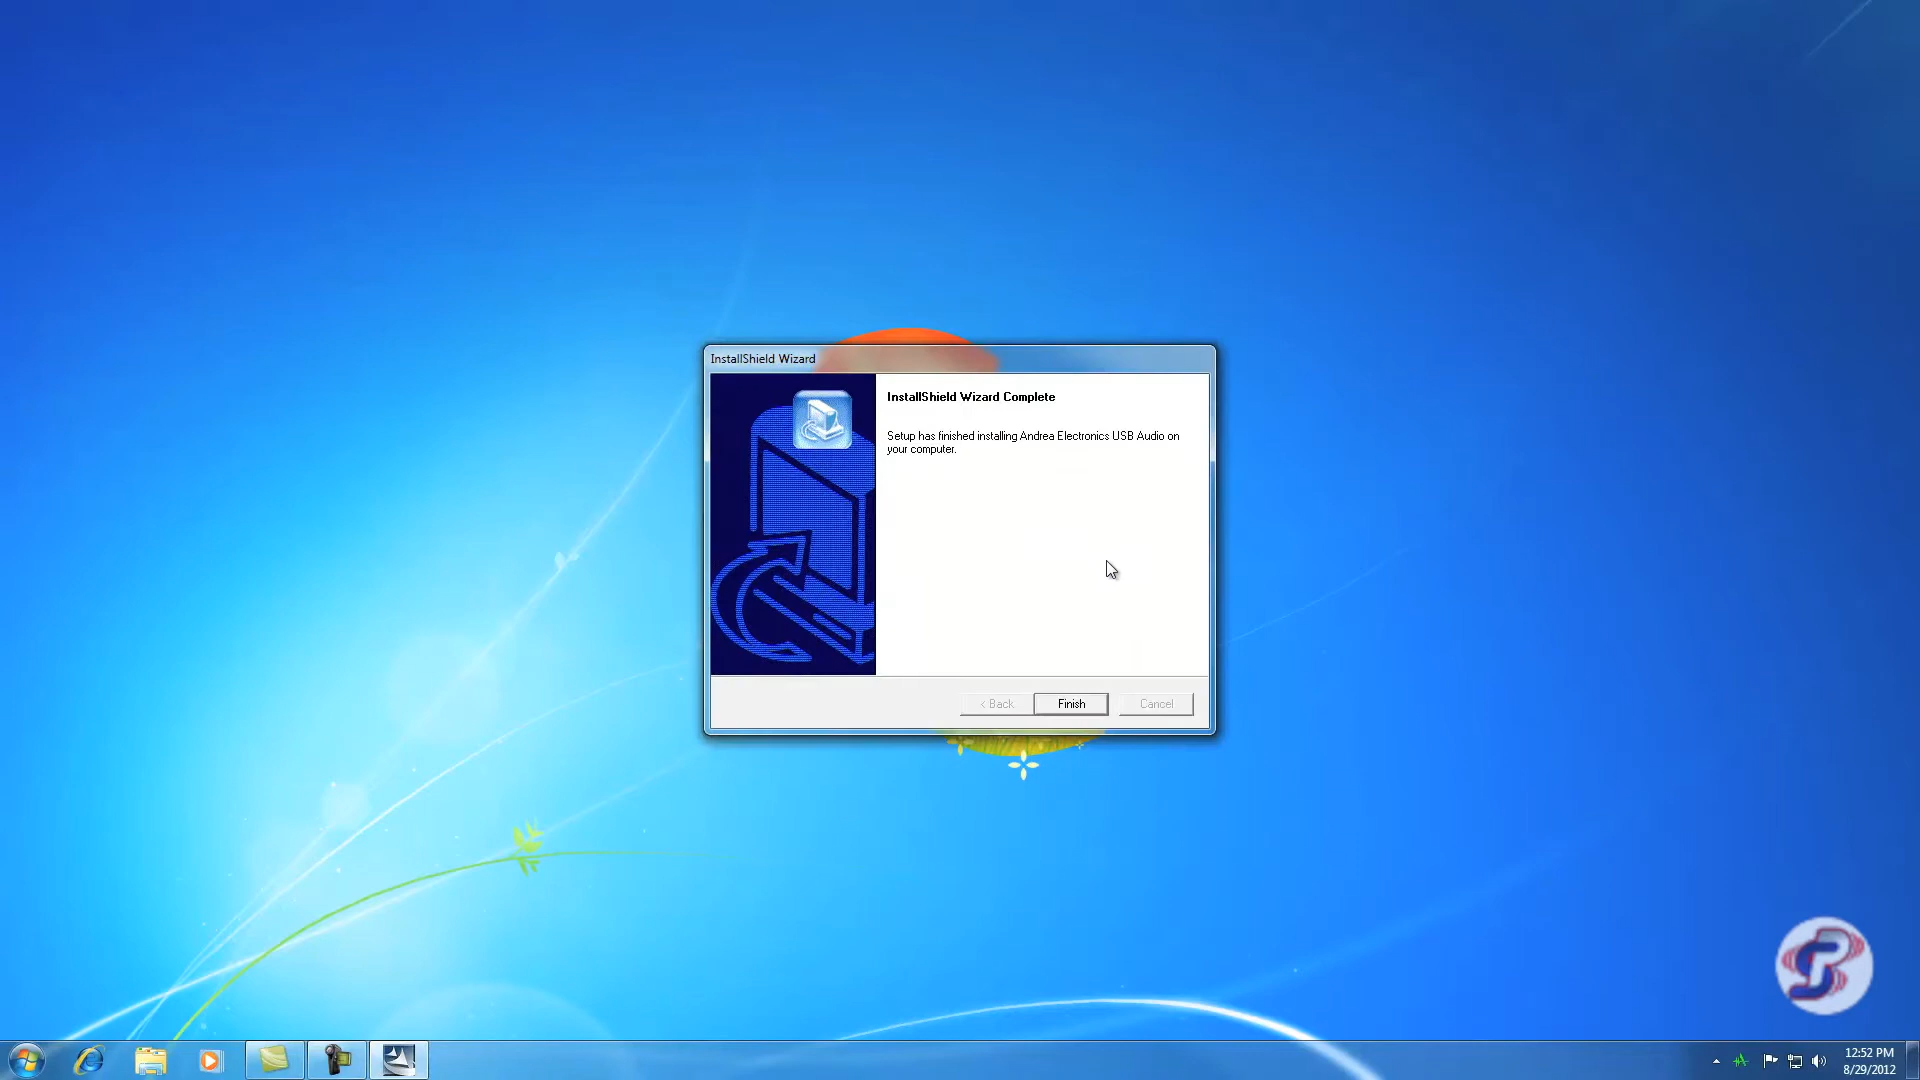 InstallShield Wizard
InstallShield Wizard Complete
Setup has finished installing Andrea Electronics USB Audio on
your computer.
< Back
Finish
Cancel
12:52 PM
8/29/2012